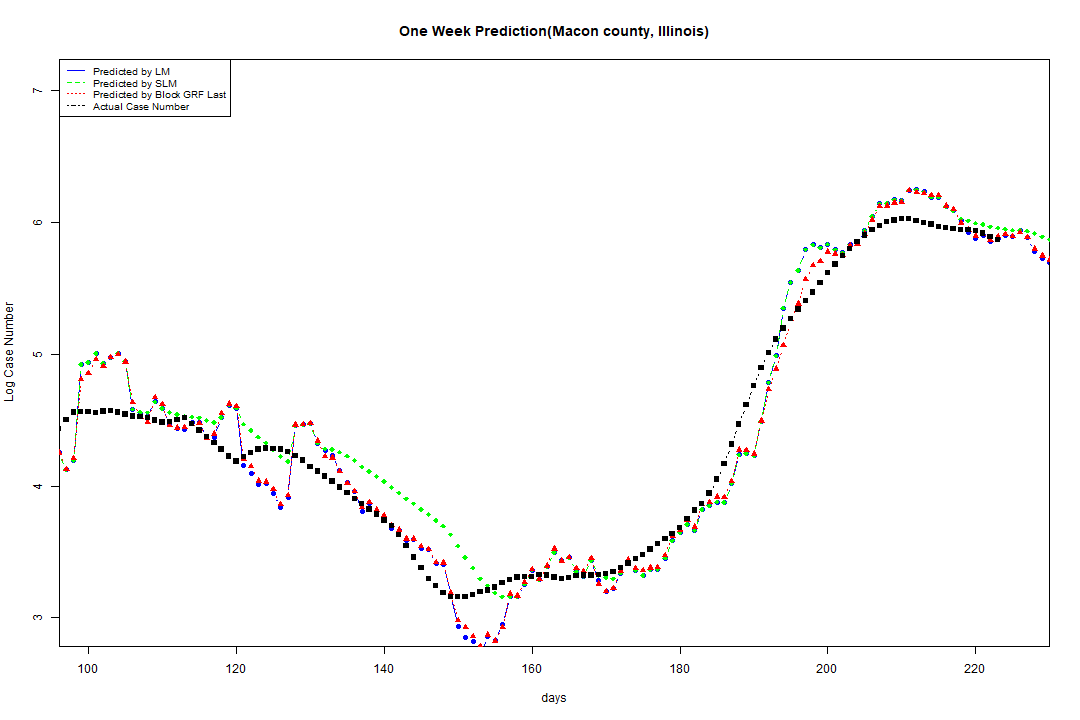 One Week Prediction(Macon county, Illinois)
Predicted by LM
Predicted by SLM
Predicted by Block GRF Last
Actual Case Number
7
6
5
4
3
Log Case Number
100 120 140 160 180 200 220
days